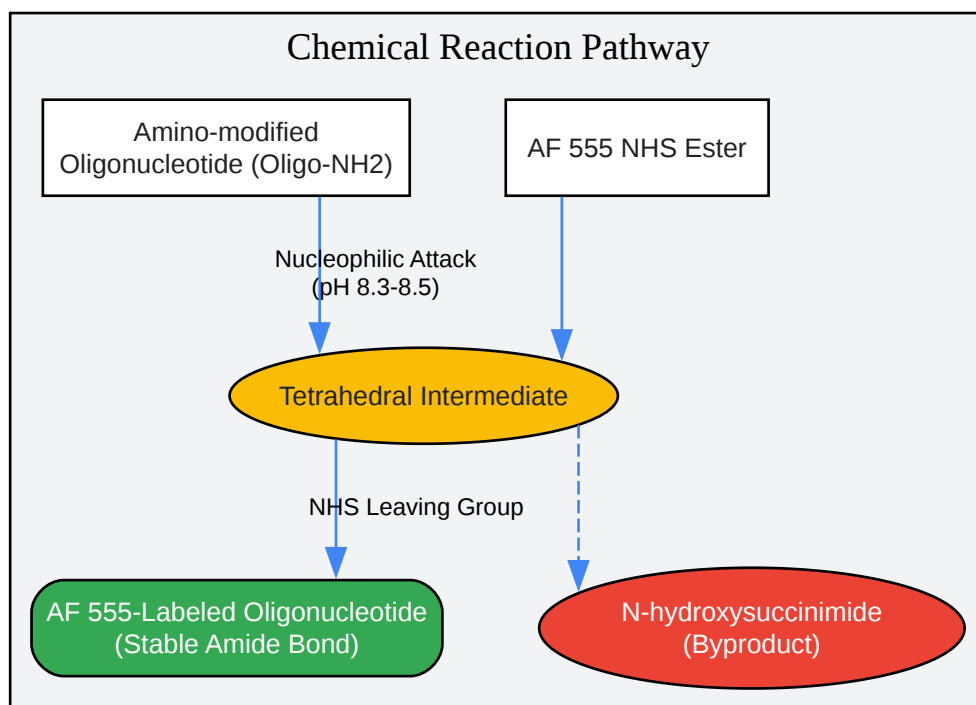 Chemical Reaction Pathway
Amino-modified
Oligonucleotide (Oligo-NH2)
AF 555 NHS Ester
Nucleophilic Attack
(pH 8.3-8.5)
Tetrahedral Intermediate
NHS Leaving Group
AF 555-Labeled Oligonucleotide
(Stable Amide Bond)
N-hydroxysuccinimide
(Byproduct)